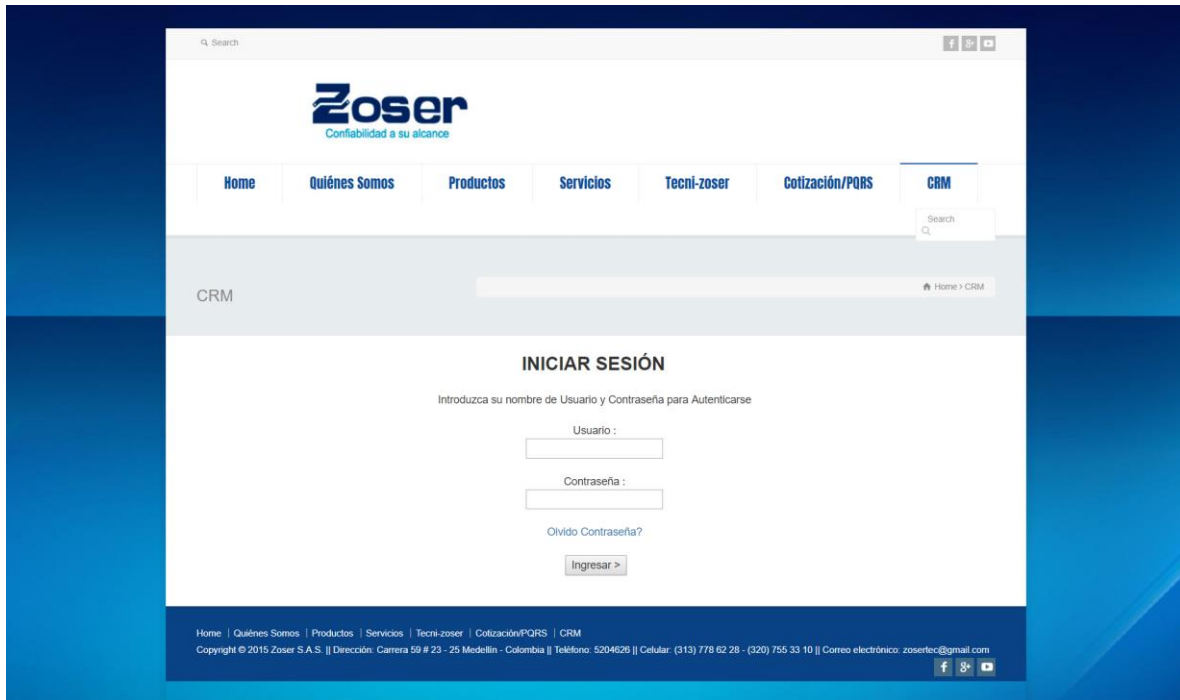 Search
Zoser
Confiabilidad a su alcance
Home Quiénes Somos Productos Servicios Tecni-zoser Cotización/PQRS CRM
Search
CRM
Home > CRM
INICIAR SESIÓN
Introduzca su nombre de Usuario y Contraseña para Autenticarse
Usuario :
Contraseña :
Olvido Contraseña?
Ingresar >
Home | Quiénes Somos | Productos | Servicios | Tecni-zoser | Cotización/PQRS | CRM
Copyright © 2015 Zoser S.A.S. || Dirección: Carrera 59 # 23 - 25 Medellín - Colombia || Teléfono: 5204626 || Celular: (313) 778 62 28 - (320) 755 33 10 || Correo electrónico: zosertec@gmail.com